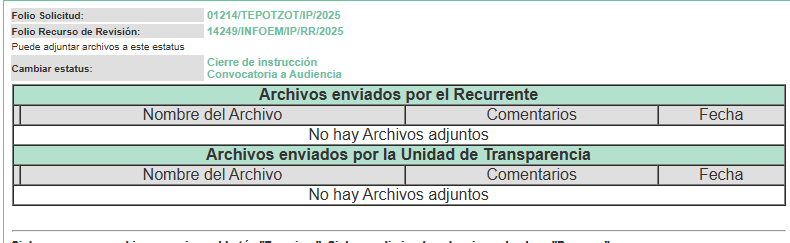 Folio Solicitud: 01214/TEPOTZOT/IP/2025
Folio Recurso de Revisión: 14249/INFOEM/IP/RR/2025
Puede adjuntar archivos a este estatus
Cambiar estatus: Cierre de instrucción
Convocatoria a Audiencia
Archivos enviados por el Recurrente
Nombre del Archivo Comentarios Fecha
No hay Archivos adjuntos
Archivos enviados por la Unidad de Transparencia
Nombre del Archivo Comentarios Fecha
No hay Archivos adjuntos